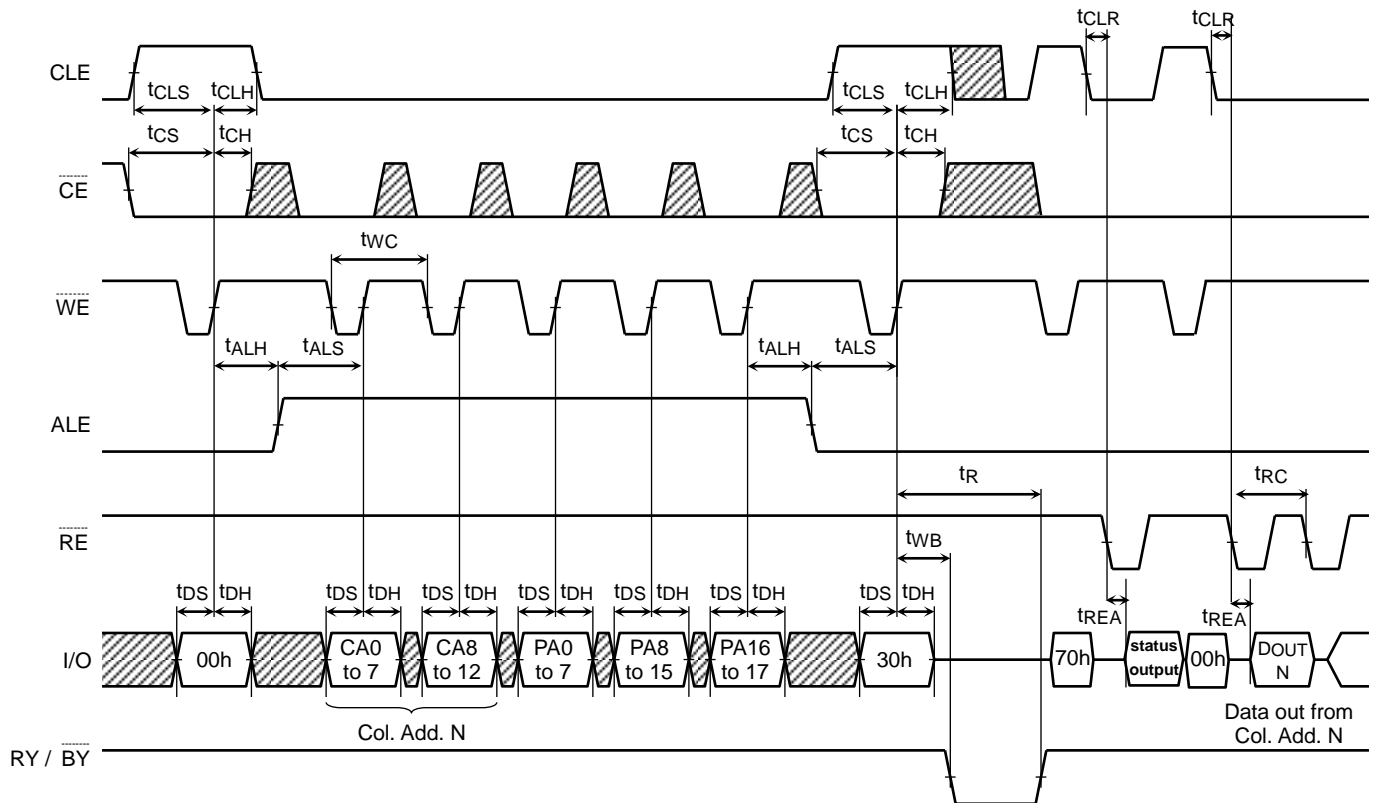 tCLR tCLR
CLE
tCLS tCLH tCLS tCLH
tCS tCH tCS tCH
CE
tWC
WE
tALH tALS tALH tALS
ALE
tR tRC
RE
tWB
tDS tDH tDS tDH tDS tDH tDS tDH tDS tDH tDS tDH tDS tDH
tREA tREA
I/O
00h
CA0 to 7
CA8 to 12
PA0 to 7
PA8 to 15
PA16 to 17
30h
70h
status output
00h
DOUT N
Col. Add. N
Data out from
Col. Add. N
RY / BY